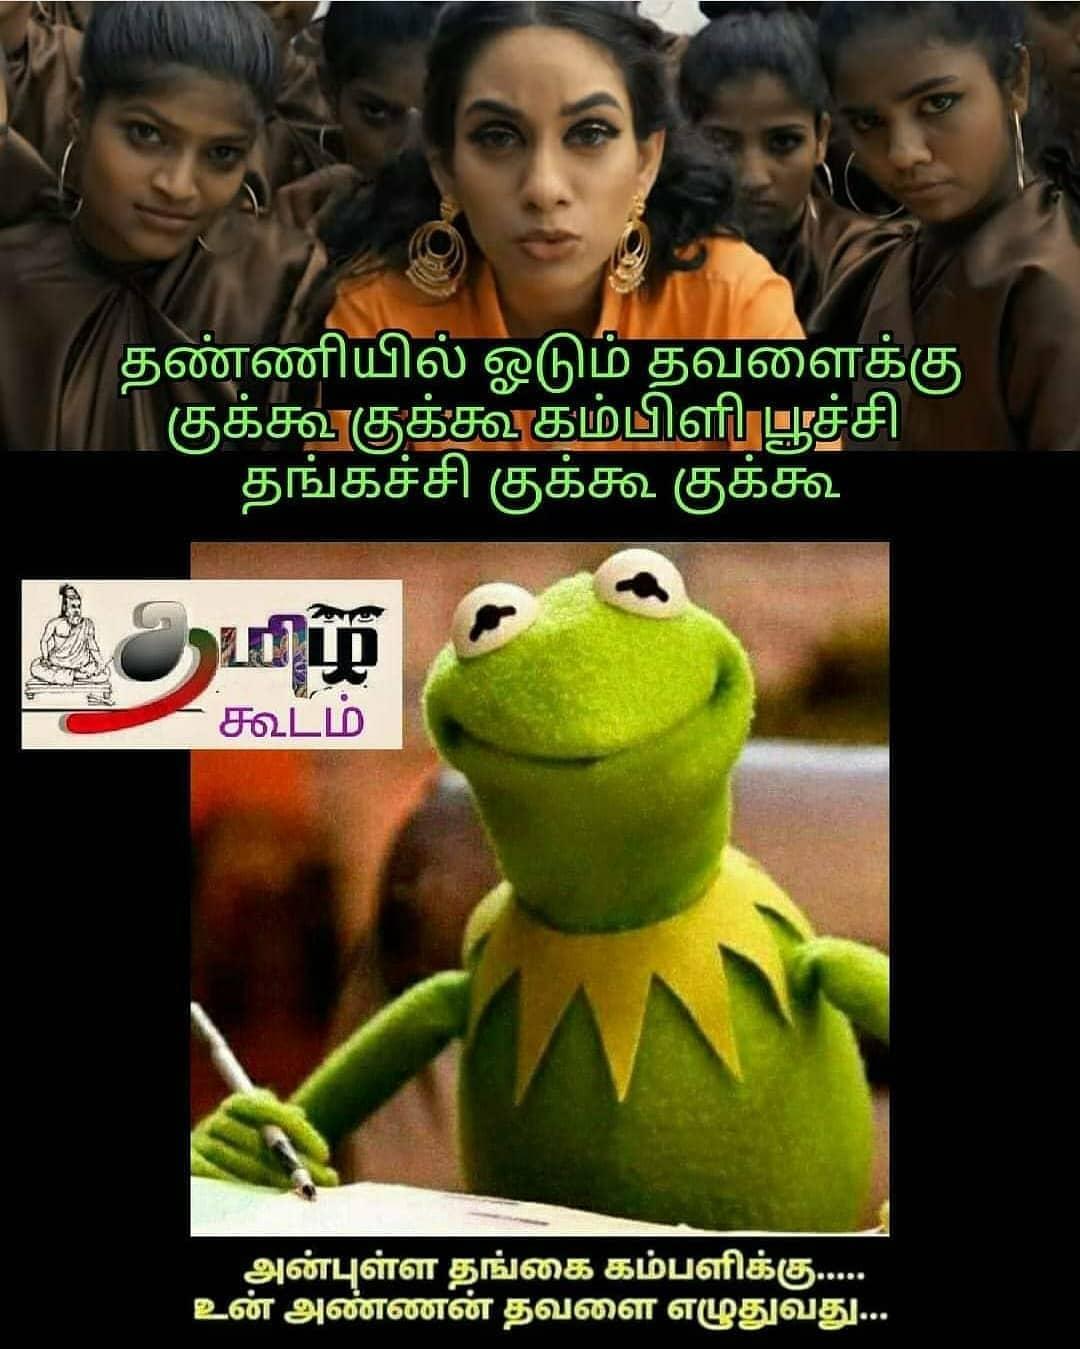 தண்ணியில் ஓடும் தவளைக்கு
குக்கூ குக்கூ கம்பிளி பூச்சி
தங்கச்சி குக்கூ குக்கூ
தமிழ்
கூடம்
அன்புள்ள தங்கை கம்பளிக்கு.....
உன் அண்ணன் தவளை எழுதுவது...